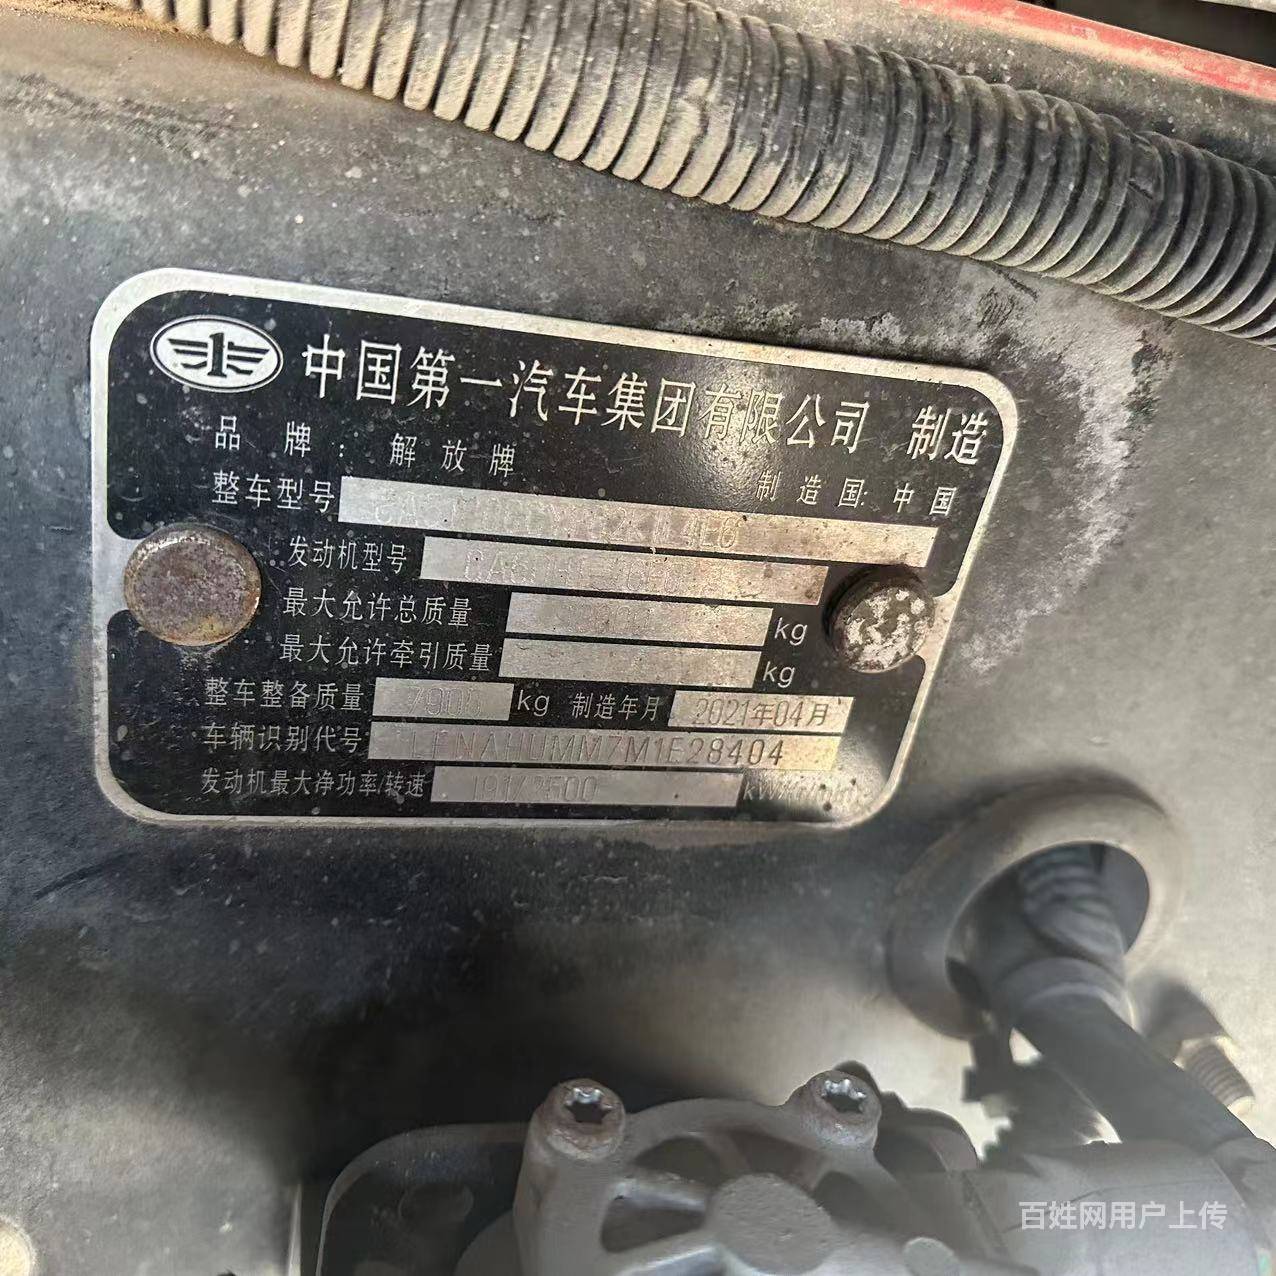 中国第一汽车集团有限公司 制造
品 牌: 解放牌
制造国: 中国
整车型号
发动机型号
最大允许总质量 kg
最大允许牵引质量 kg
整车整备质量 kg 制造年月 2021年04月
车辆识别代号 LFNAHUMM7M1E28404
发动机最大净功率/转速
百姓网用户上传